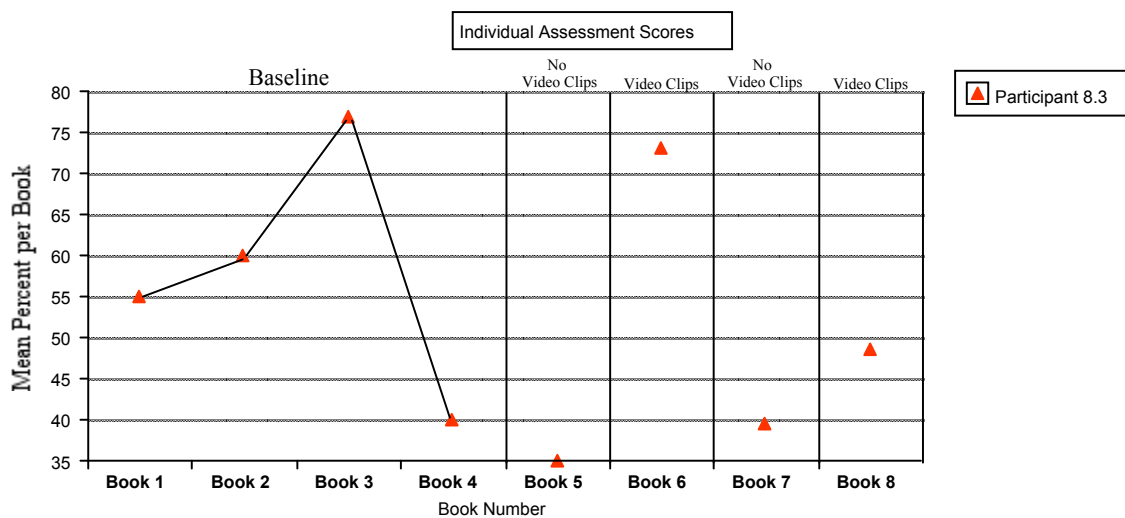 Individual Assessment Scores
Baseline
No
Video Clips
Video Clips
No
Video Clips
Video Clips
Participant 8.3
Mean Percent per Book
80
75
70
65
60
55
50
45
40
35
Book 1 Book 2 Book 3 Book 4 Book 5 Book 6 Book 7 Book 8
Book Number